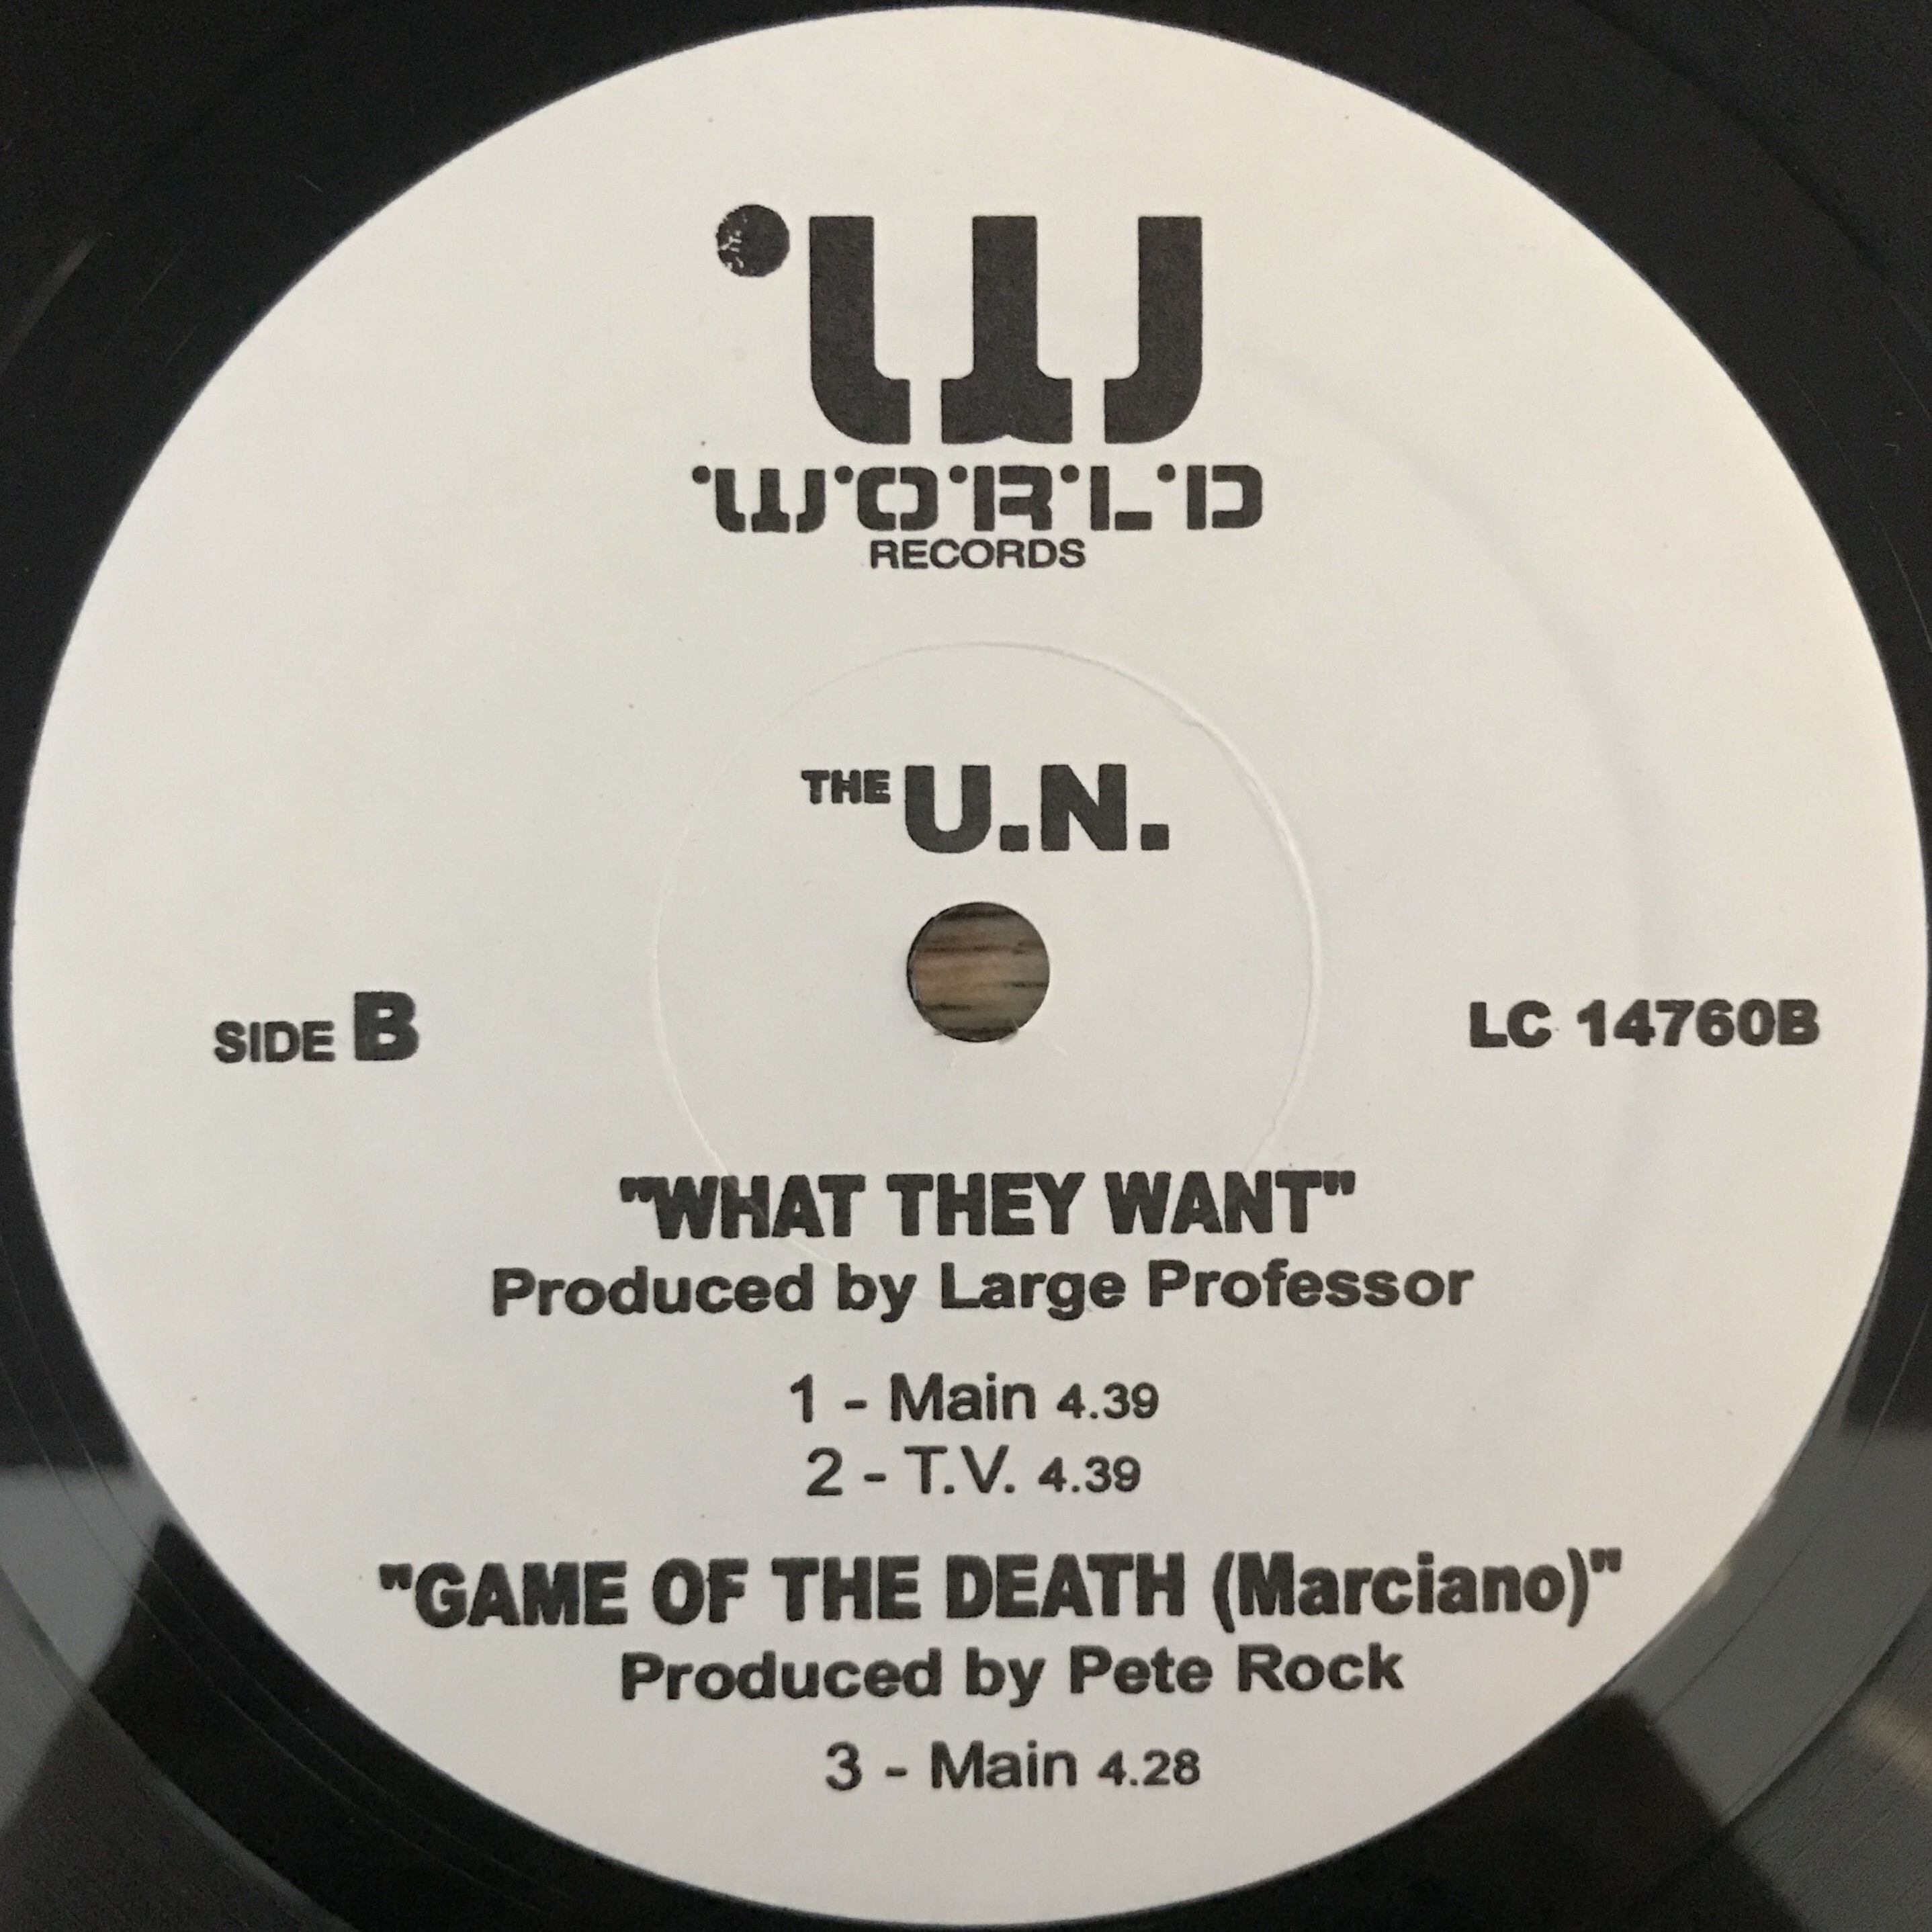 W
WORLD
RECORDS
THE U.N.
SIDE B
LC 14760B
"WHAT THEY WANT"
Produced by Large Professor
1 - Main 4.39
2 - T.V. 4.39
"GAME OF THE DEATH (Marciano)"
Produced by Pete Rock
3 - Main 4.28